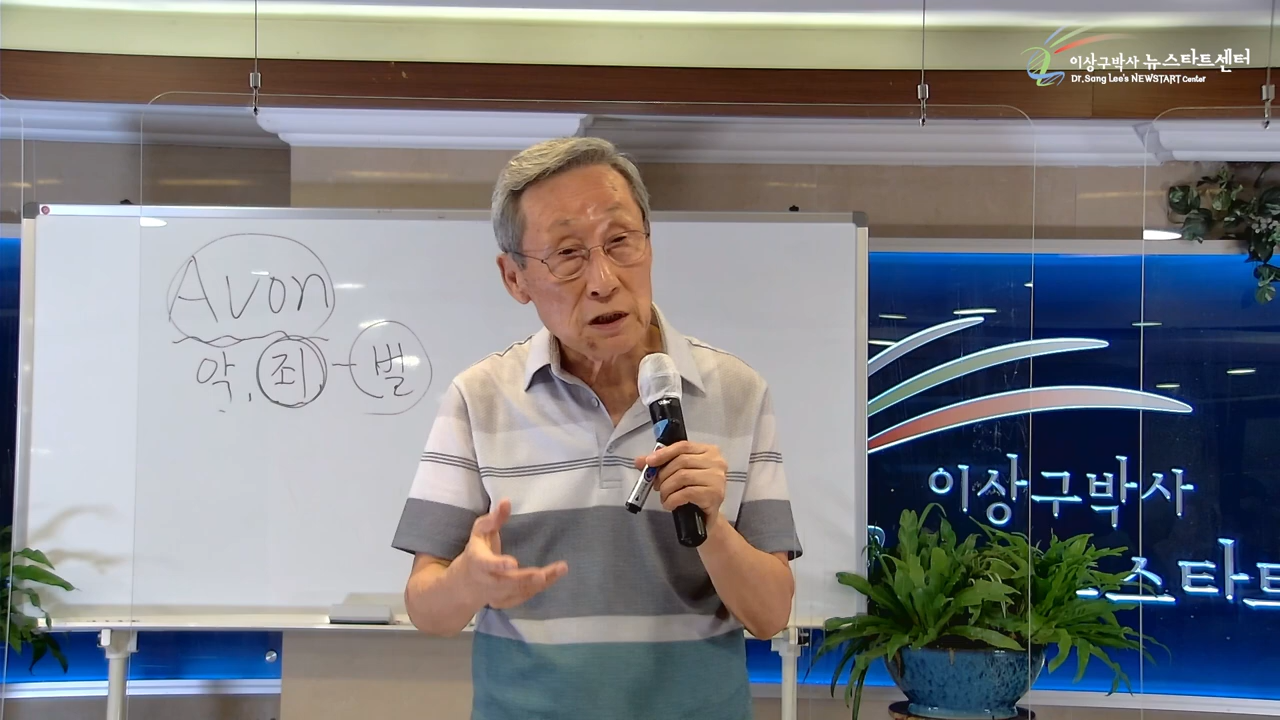 이상구박사 뉴스타트센터
Dr. Sang Lee's NEWSTART Center
Avon
악, 죄 - 벌
이상구박사
스타트